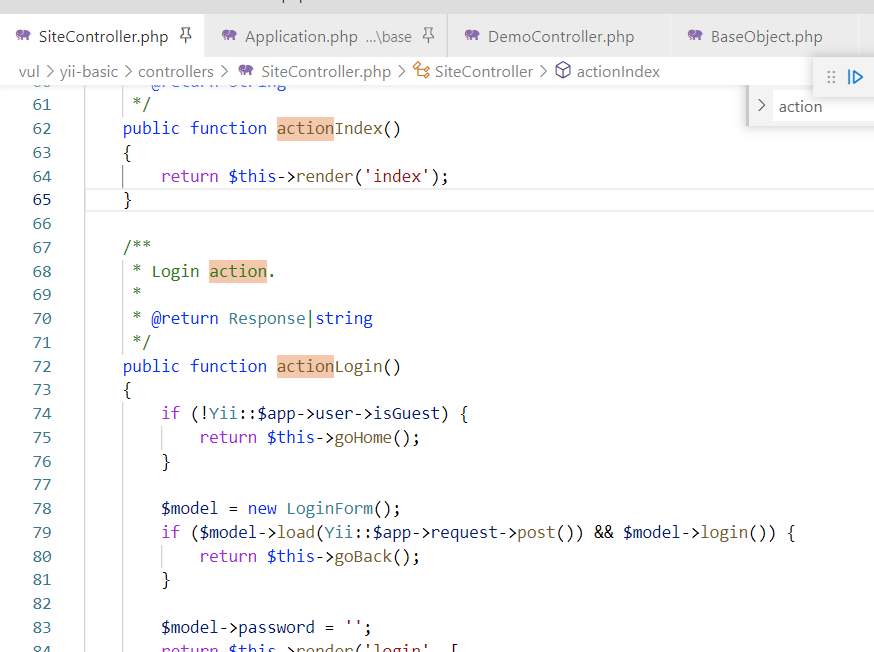 SiteController.php
Application.php ...\base
DemoController.php
BaseObject.php
vul > yii-basic > controllers > SiteController.php > SiteController > actionIndex
> action
61 */
62 public function actionIndex()
63 {
64 return $this->render('index');
65 }
66
67 /**
68 * Login action.
69 *
70 * @return Response|string
71 */
72 public function actionLogin()
73 {
74 if (!Yii::$app->user->isGuest) {
75 return $this->goHome();
76 }
77
78 $model = new LoginForm();
79 if ($model->load(Yii::$app->request->post()) && $model->login()) {
80 return $this->goBack();
81 }
82
83 $model->password = '';
84 return $this->render('login', [